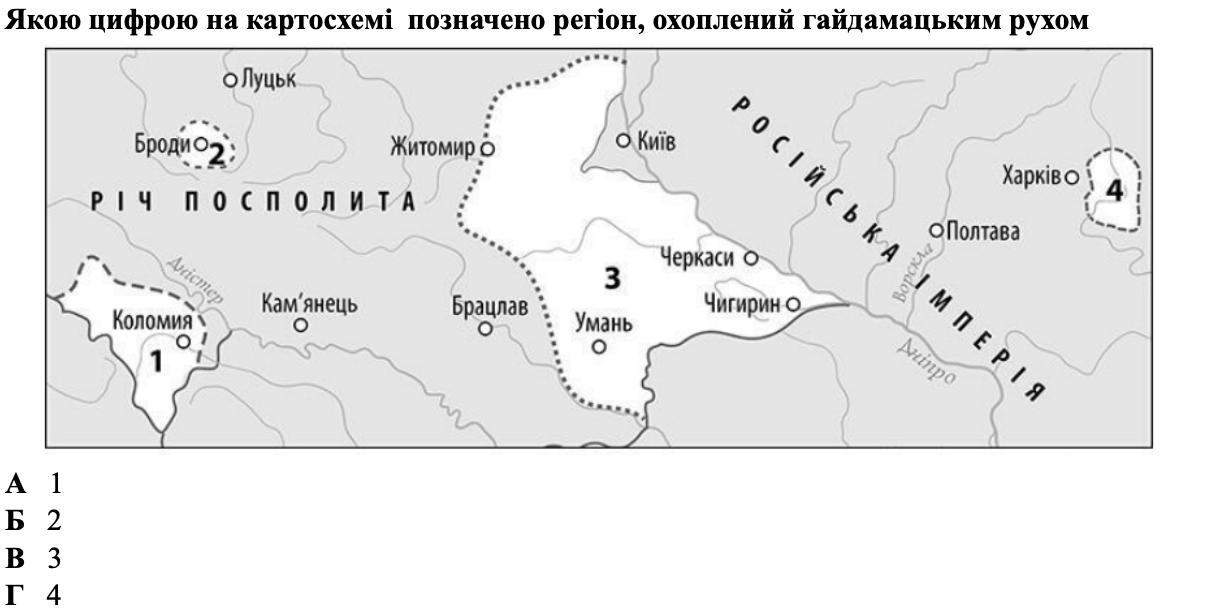 Якою цифрою на картосхемі позначено регіон, охоплений гайдамацьким рухом
Луцьк
Броди 2
Житомир
Київ
РОСІЙСЬКА ІМПЕРІЯ
Харків
4
РІЧ ПОСПОЛИТА
Полтава
Ворскла
Черкаси
Дністер
3
Кам’янець
Брацлав
Чигирин
Коломия
Умань
1
Дніпро
А 1
Б 2
В 3
Г 4